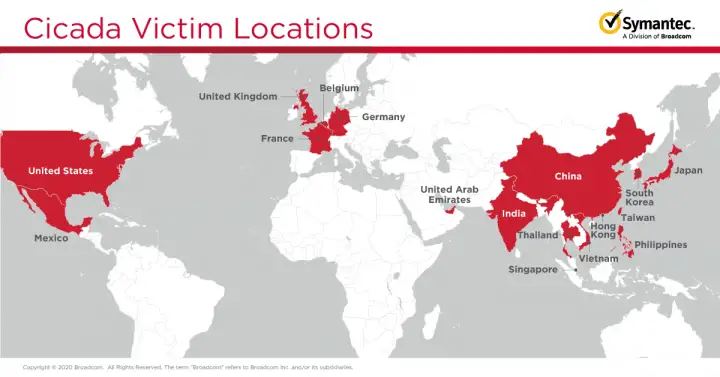 Cicada Victim Locations
Symantec.
A Division of Broadcom
Belgium
United Kingdom
Germany
France
United States
China
Japan
South
Korea
United Arab
Emirates
India
Taiwan
Hong
Kong
Mexico
Thailand
Philippines
Vietnam
Singapore
Copyright © 2020 Broadcom. All Rights Reserved. The term "Broadcom" refers to Broadcom Inc. and/or its subsidiaries.